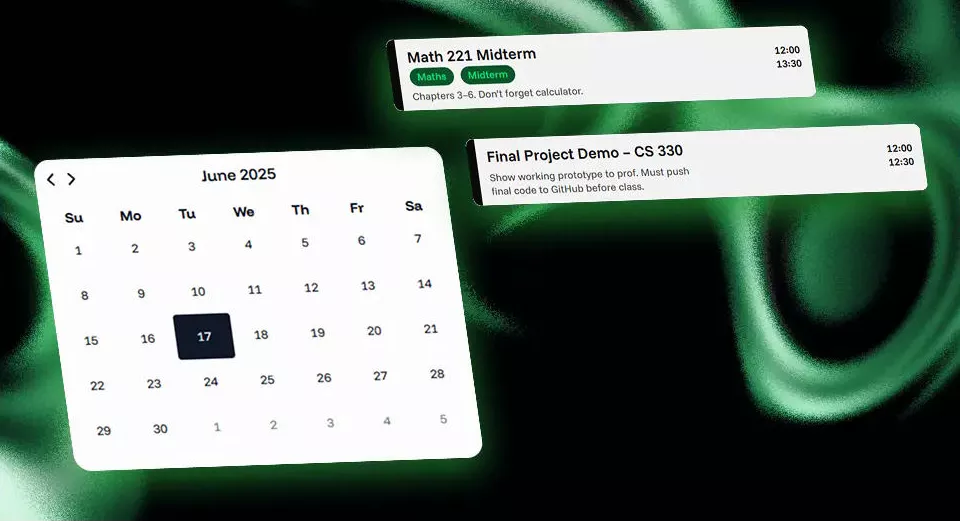 Math 221 Midterm
Maths Midterm
Chapters 3–6. Don't forget calculator.
12:00
13:30
Final Project Demo – CS 330
Show working prototype to prof. Must push
final code to GitHub before class.
12:00
12:30
June 2025
Su Mo Tu We Th Fr Sa
1 2 3 4 5 6 7
8 9 10 11 12 13 14
15 16 17 18 19 20 21
22 23 24 25 26 27 28
29 30 1 2 3 4 5